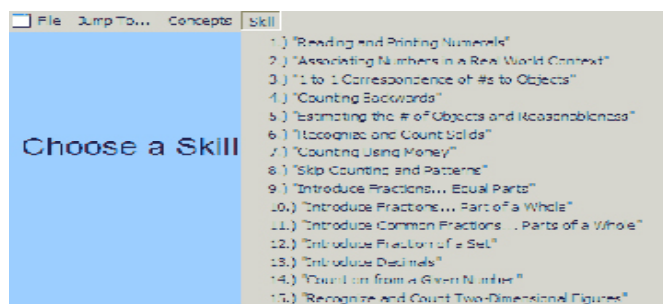 File Jump To... Concepts Skill
Choose a Skill
1.) "Reading and Printing Numerals"
2.) "Associating Numbers in a Real World Context"
3.) "1 to 1 Correspondence of #s to Objects"
4.) "Counting Backwards"
5.) "Estimating the # of Objects and Reasonableness"
6.) "Recognize and Count Solids"
7.) "Counting Using Money"
8.) "Skip Counting and Patterns"
9.) "Introduce Fractions... Equal Parts"
10.) "Introduce Fractions... Part of a Whole"
11.) "Introduce Common Fractions... Parts of a Whole"
12.) "Introduce Fraction of a Set"
13.) "Introduce Decimals"
14.) "Count on from a Given Number"
15.) "Recognize and Count Two-Dimensional Figures"